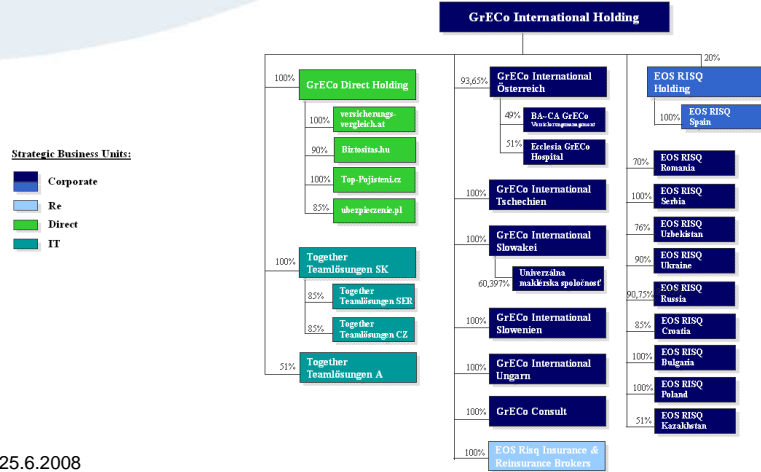 GrECo International Holding
20%
100%
GrECo Direct Holding
100%
versicherungs-
vergleich.at
90%
Biztositas.hu
100%
Top-Pojisteni.cz
85%
ubezpieczenie.pl
100%
Together
Teamlösungen SK
85%
Together
Teamlösungen SER
85%
Together
Teamlösungen CZ
51%
Together
Teamlösungen A
93,65%
GrECo International
Österreich
49%
BA-CA GrECo
Versicherungsmanagement
51%
Ecclesia GrECo
Hospital
100%
GrECo International
Tschechien
100%
GrECo International
Slowakei
60,397%
Univerzálna
maklérska spoločnosť
100%
GrECo International
Slowenien
100%
GrECo International
Ungarn
100%
GrECo Consult
100%
EOS Risq Insurance &
Reinsurance Brokers
EOS RISQ
Holding
100%
EOS RISQ
Spain
70%
EOS RISQ
Romania
100%
EOS RISQ
Serbia
76%
EOS RISQ
Uzbekistan
90%
EOS RISQ
Ukraine
90,75%
EOS RISQ
Russia
85%
EOS RISQ
Croatia
100%
EOS RISQ
Bulgaria
100%
EOS RISQ
Poland
51%
EOS RISQ
Kazakhstan
Strategic Business Units:
Corporate
Re
Direct
IT
25.6.2008